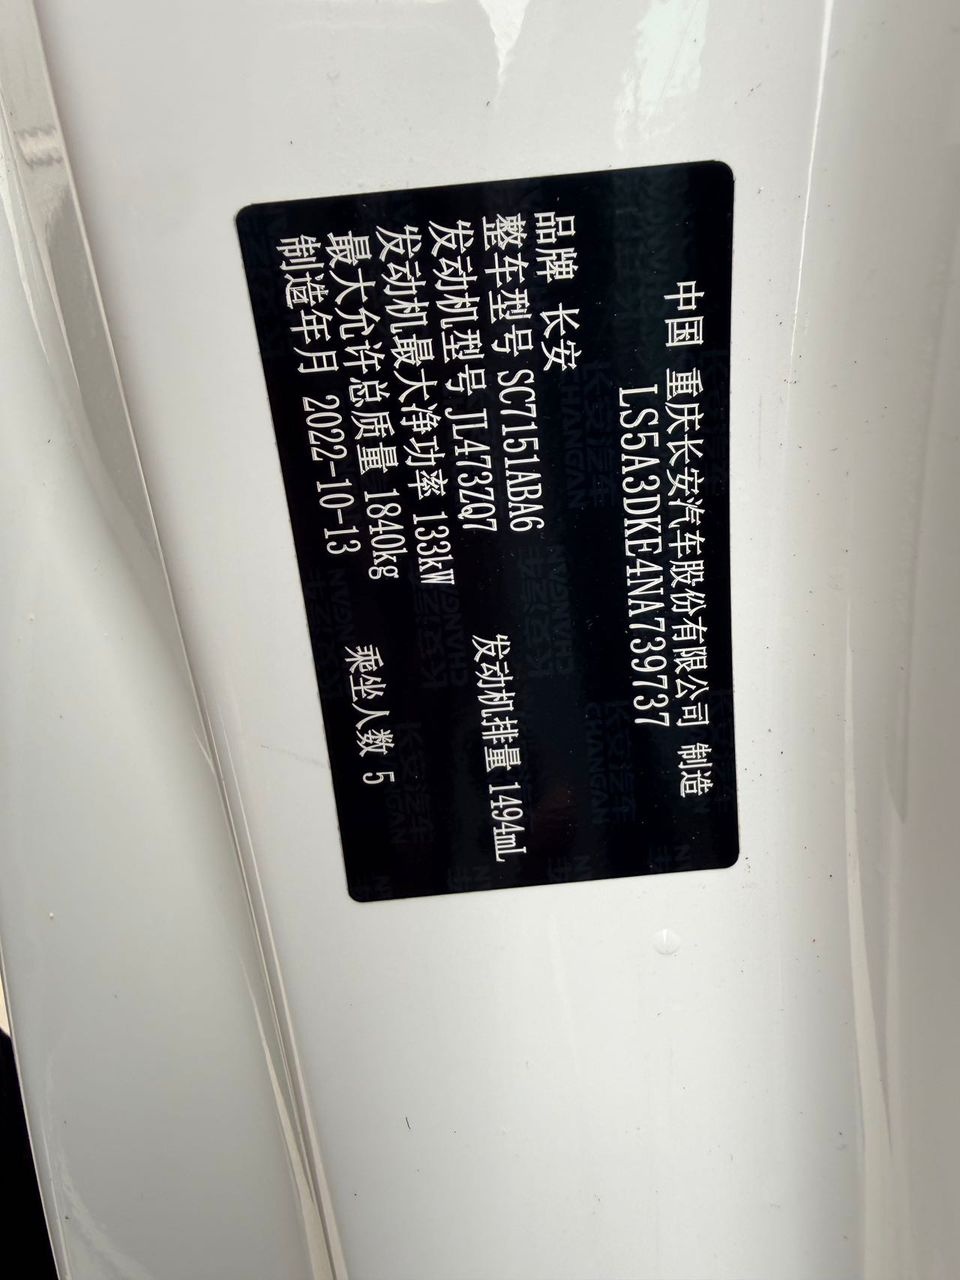 中国 重庆长安汽车股份有限公司 制造
LS5A3DKE4NA739737
品牌 长安
整车型号 SC7151ABA6
发动机型号 JL473ZQ7 发动机排量 1494mL
发动机最大净功率 133kW
最大允许总质量 1840kg 乘坐人数 5
制造年月 2022-10-13